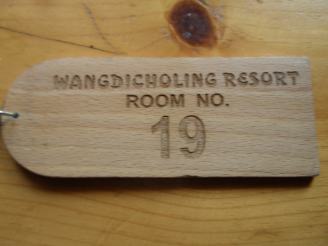 WANGDICHOLING RESORT
ROOM NO.
19